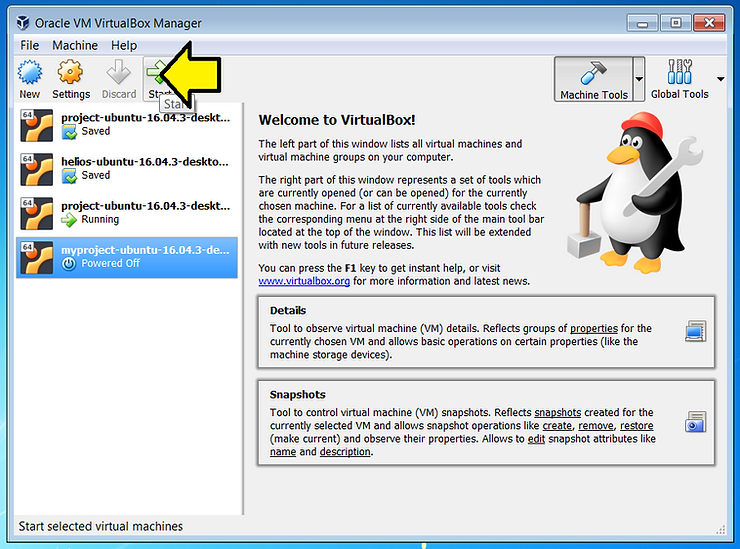 Oracle VM VirtualBox Manager
File Machine Help
New Settings Discard Start
Start
Machine Tools Global Tools
64
project-ubuntu-16.04.3-deskt...
Saved
64
helios-ubuntu-16.04.3-deskto...
Saved
64
project-ubuntu-16.04.3-deskt...
Running
64
myproject-ubuntu-16.04.3-de...
Powered Off
Welcome to VirtualBox!
The left part of this window lists all virtual machines and
virtual machine groups on your computer.
The right part of this window represents a set of tools which
are currently opened (or can be opened) for the currently
chosen machine. For a list of currently available tools check
the corresponding menu at the right side of the main tool bar
located at the top of the window. This list will be extended
with new tools in future releases.
You can press the F1 key to get instant help, or visit
www.virtualbox.org for more information and latest news.
Details
Tool to observe virtual machine (VM) details. Reflects groups of properties for the
currently chosen VM and allows basic operations on certain properties (like the
machine storage devices).
Snapshots
Tool to control virtual machine (VM) snapshots. Reflects snapshots created for the
currently selected VM and allows snapshot operations like create, remove, restore
(make current) and observe their properties. Allows to edit snapshot attributes like
name and description.
Start selected virtual machines